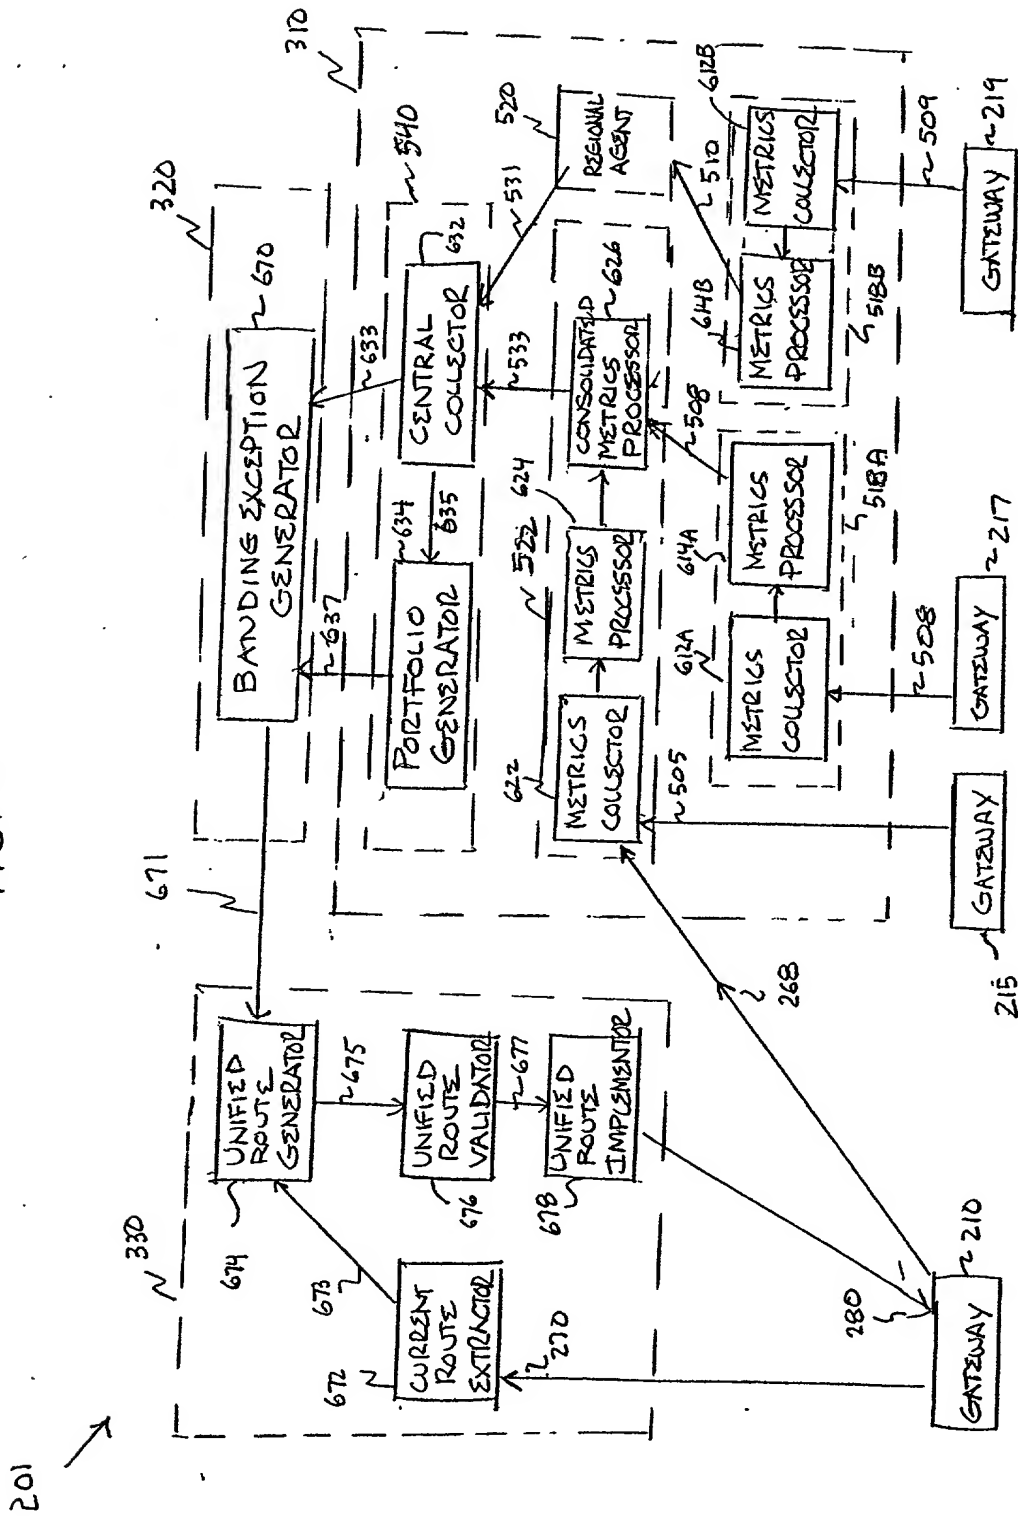 201
330
671
320
310
UNIFIED
ROUTE
GENERATOR
674
675
UNIFIED
ROUTE
VALIDATOR
676
677
UNIFIED
ROUTE
IMPLEMENTOR
678
672
673
CURRENT
ROUTE
EXTRACTOR
270
280
GATEWAY
210
268
BANDING EXCEPTION
GENERATOR
670
637
633
540
PORTFOLIO
GENERATOR
634
635
CENTRAL
COLLECTOR
632
531
533
520
REGIONAL
AGENT
522
622
METRICS
COLLECTOR
624
METRICS
PROCESSOR
CONSOLIDATED
METRICS
PROCESSOR
626
505
508
510
612A
METRICS
COLLECTOR
614A
METRICS
PROCESSOR
518A
614B
METRICS
PROCESSOR
612B
METRICS
COLLECTOR
518B
508
509
GATEWAY
215
GATEWAY
217
GATEWAY
219